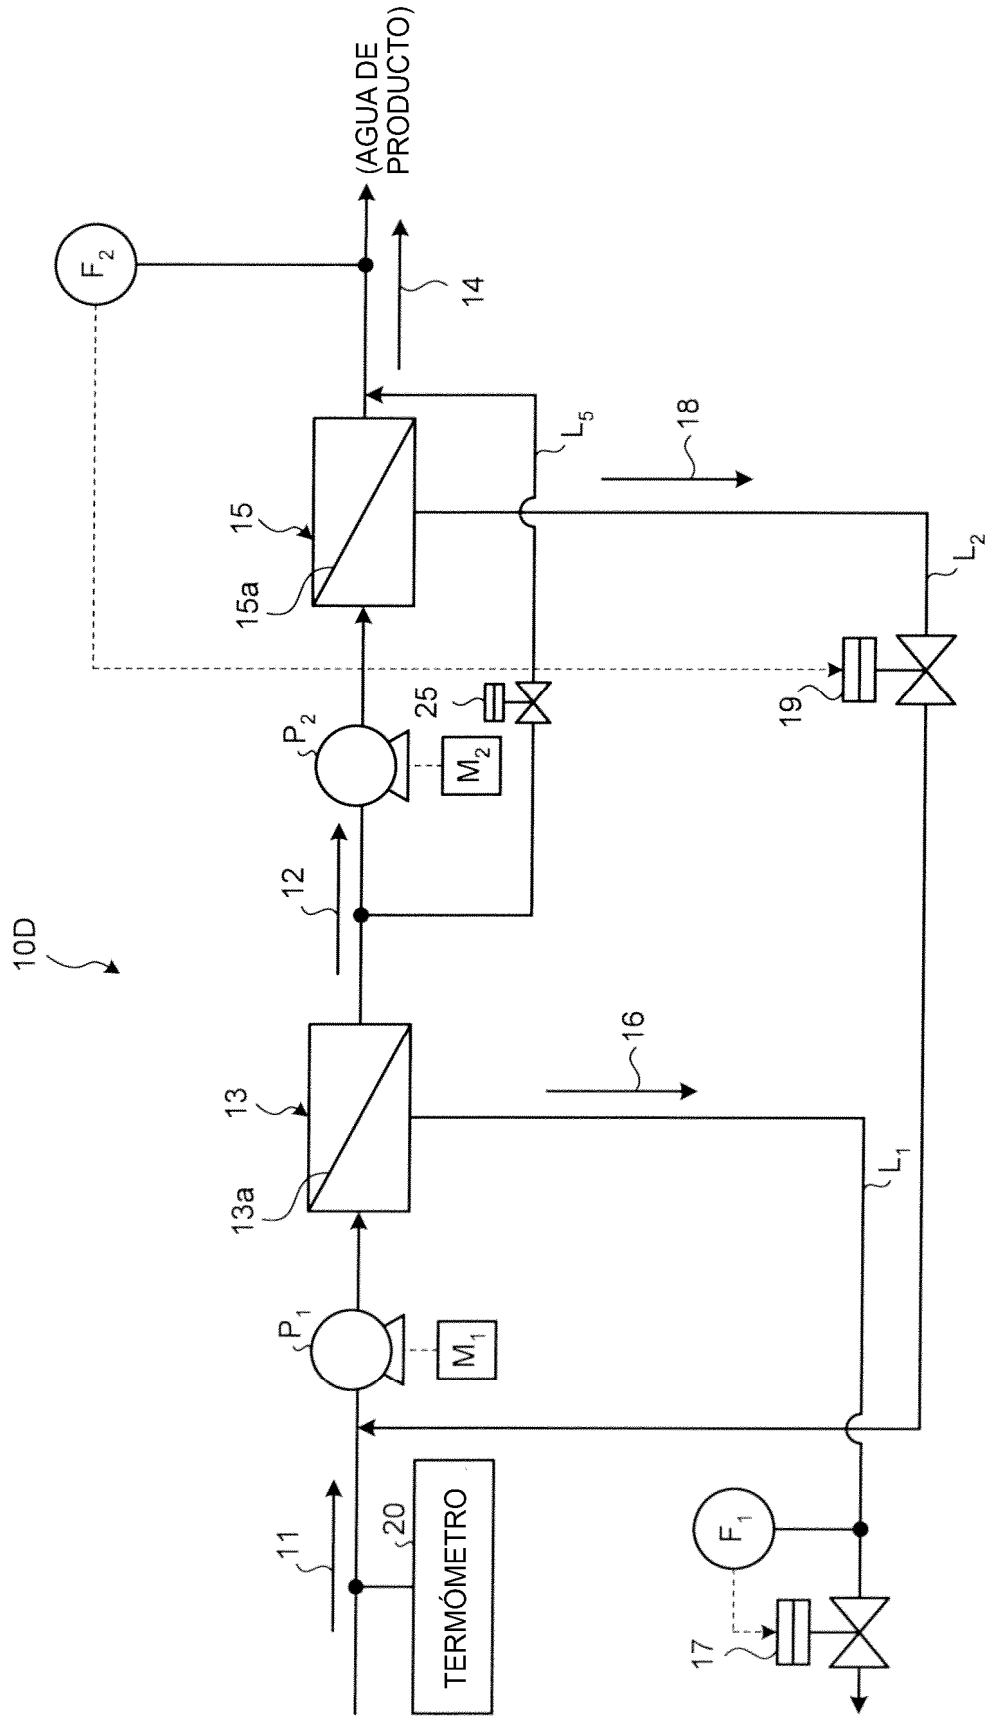 10D
F₂
(AGUA DE
PRODUCTO)
14
15
15a
P₂
M₂
25
L₅
18
12
13
13a
P₁
M₁
16
11
20
TERMÓMETRO
19
L₂
L₁
F₁
17